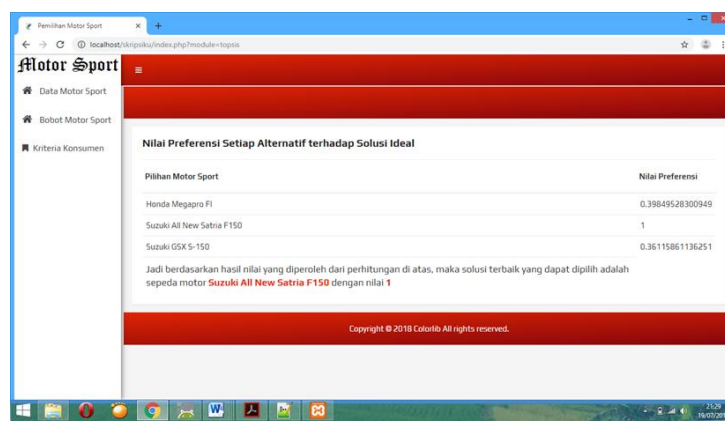 Pemilihan Motor Sport
localhost/skripsiku/index.php?module=topsis
Motor Sport
Data Motor Sport
Bobot Motor Sport
Kriteria Konsumen
Nilai Preferensi Setiap Alternatif terhadap Solusi Ideal
Pilihan Motor Sport Nilai Preferensi
Honda Megapro FI 0.39849528300949
Suzuki All New Satria F150 1
Suzuki GSX S-150 0.36115861136251
Jadi berdasarkan hasil nilai yang diperoleh dari perhitungan di atas, maka solusi terbaik yang dapat dipilih adalah
sepeda motor Suzuki All New Satria F150 dengan nilai 1
Copyright © 2018 Colorlib All rights reserved.
21:29